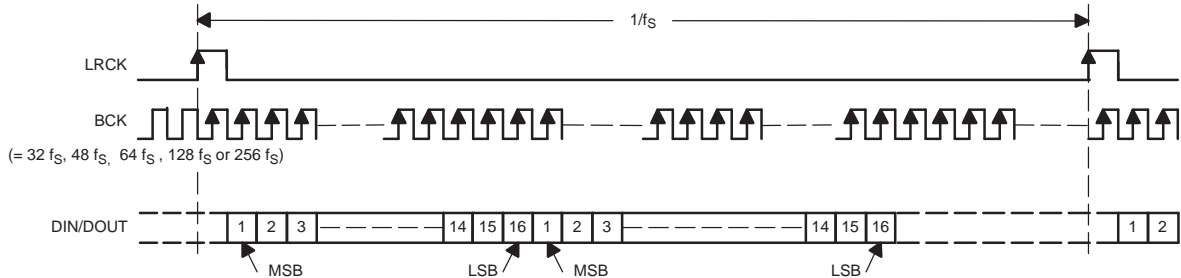 1/fS
LRCK
BCK
(= 32 fS, 48 fS, 64 fS , 128 fS or 256 fS)
DIN/DOUT 1 2 3 14 15 16 1 2 3 14 15 16 1 2
MSB LSB MSB LSB